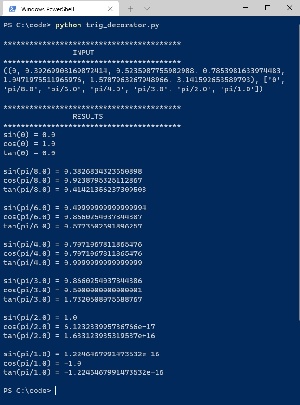 Windows PowerShell
PS C:\code> python trig_decorator.py
******************************************
INPUT
******************************************
([0, 0.39269908169872414, 0.5235987755982988, 0.7853981633974483,
1.0471975511965976, 1.5707963267948966, 3.141592653589793], ['0',
'pi/8.0', 'pi/6.0', 'pi/4.0', 'pi/3.0', 'pi/2.0', 'pi/1.0'])
******************************************
RESULTS
******************************************
sin(0) = 0.0
cos(0) = 1.0
tan(0) = 0.0
sin(pi/8.0) = 0.3826834323650898
cos(pi/8.0) = 0.9238795325112867
tan(pi/8.0) = 0.41421356237309503
sin(pi/6.0) = 0.49999999999999994
cos(pi/6.0) = 0.8660254037844387
tan(pi/6.0) = 0.5773502691896257
sin(pi/4.0) = 0.7071067811865476
cos(pi/4.0) = 0.7071067811865476
tan(pi/4.0) = 0.9999999999999999
sin(pi/3.0) = 0.8660254037844386
cos(pi/3.0) = 0.5000000000000001
tan(pi/3.0) = 1.7320508075688767
sin(pi/2.0) = 1.0
cos(pi/2.0) = 6.123233995736766e-17
tan(pi/2.0) = 1.633123935319537e+16
sin(pi/1.0) = 1.2246467991473532e-16
cos(pi/1.0) = -1.0
tan(pi/1.0) = -1.2246467991473532e-16
PS C:\code>